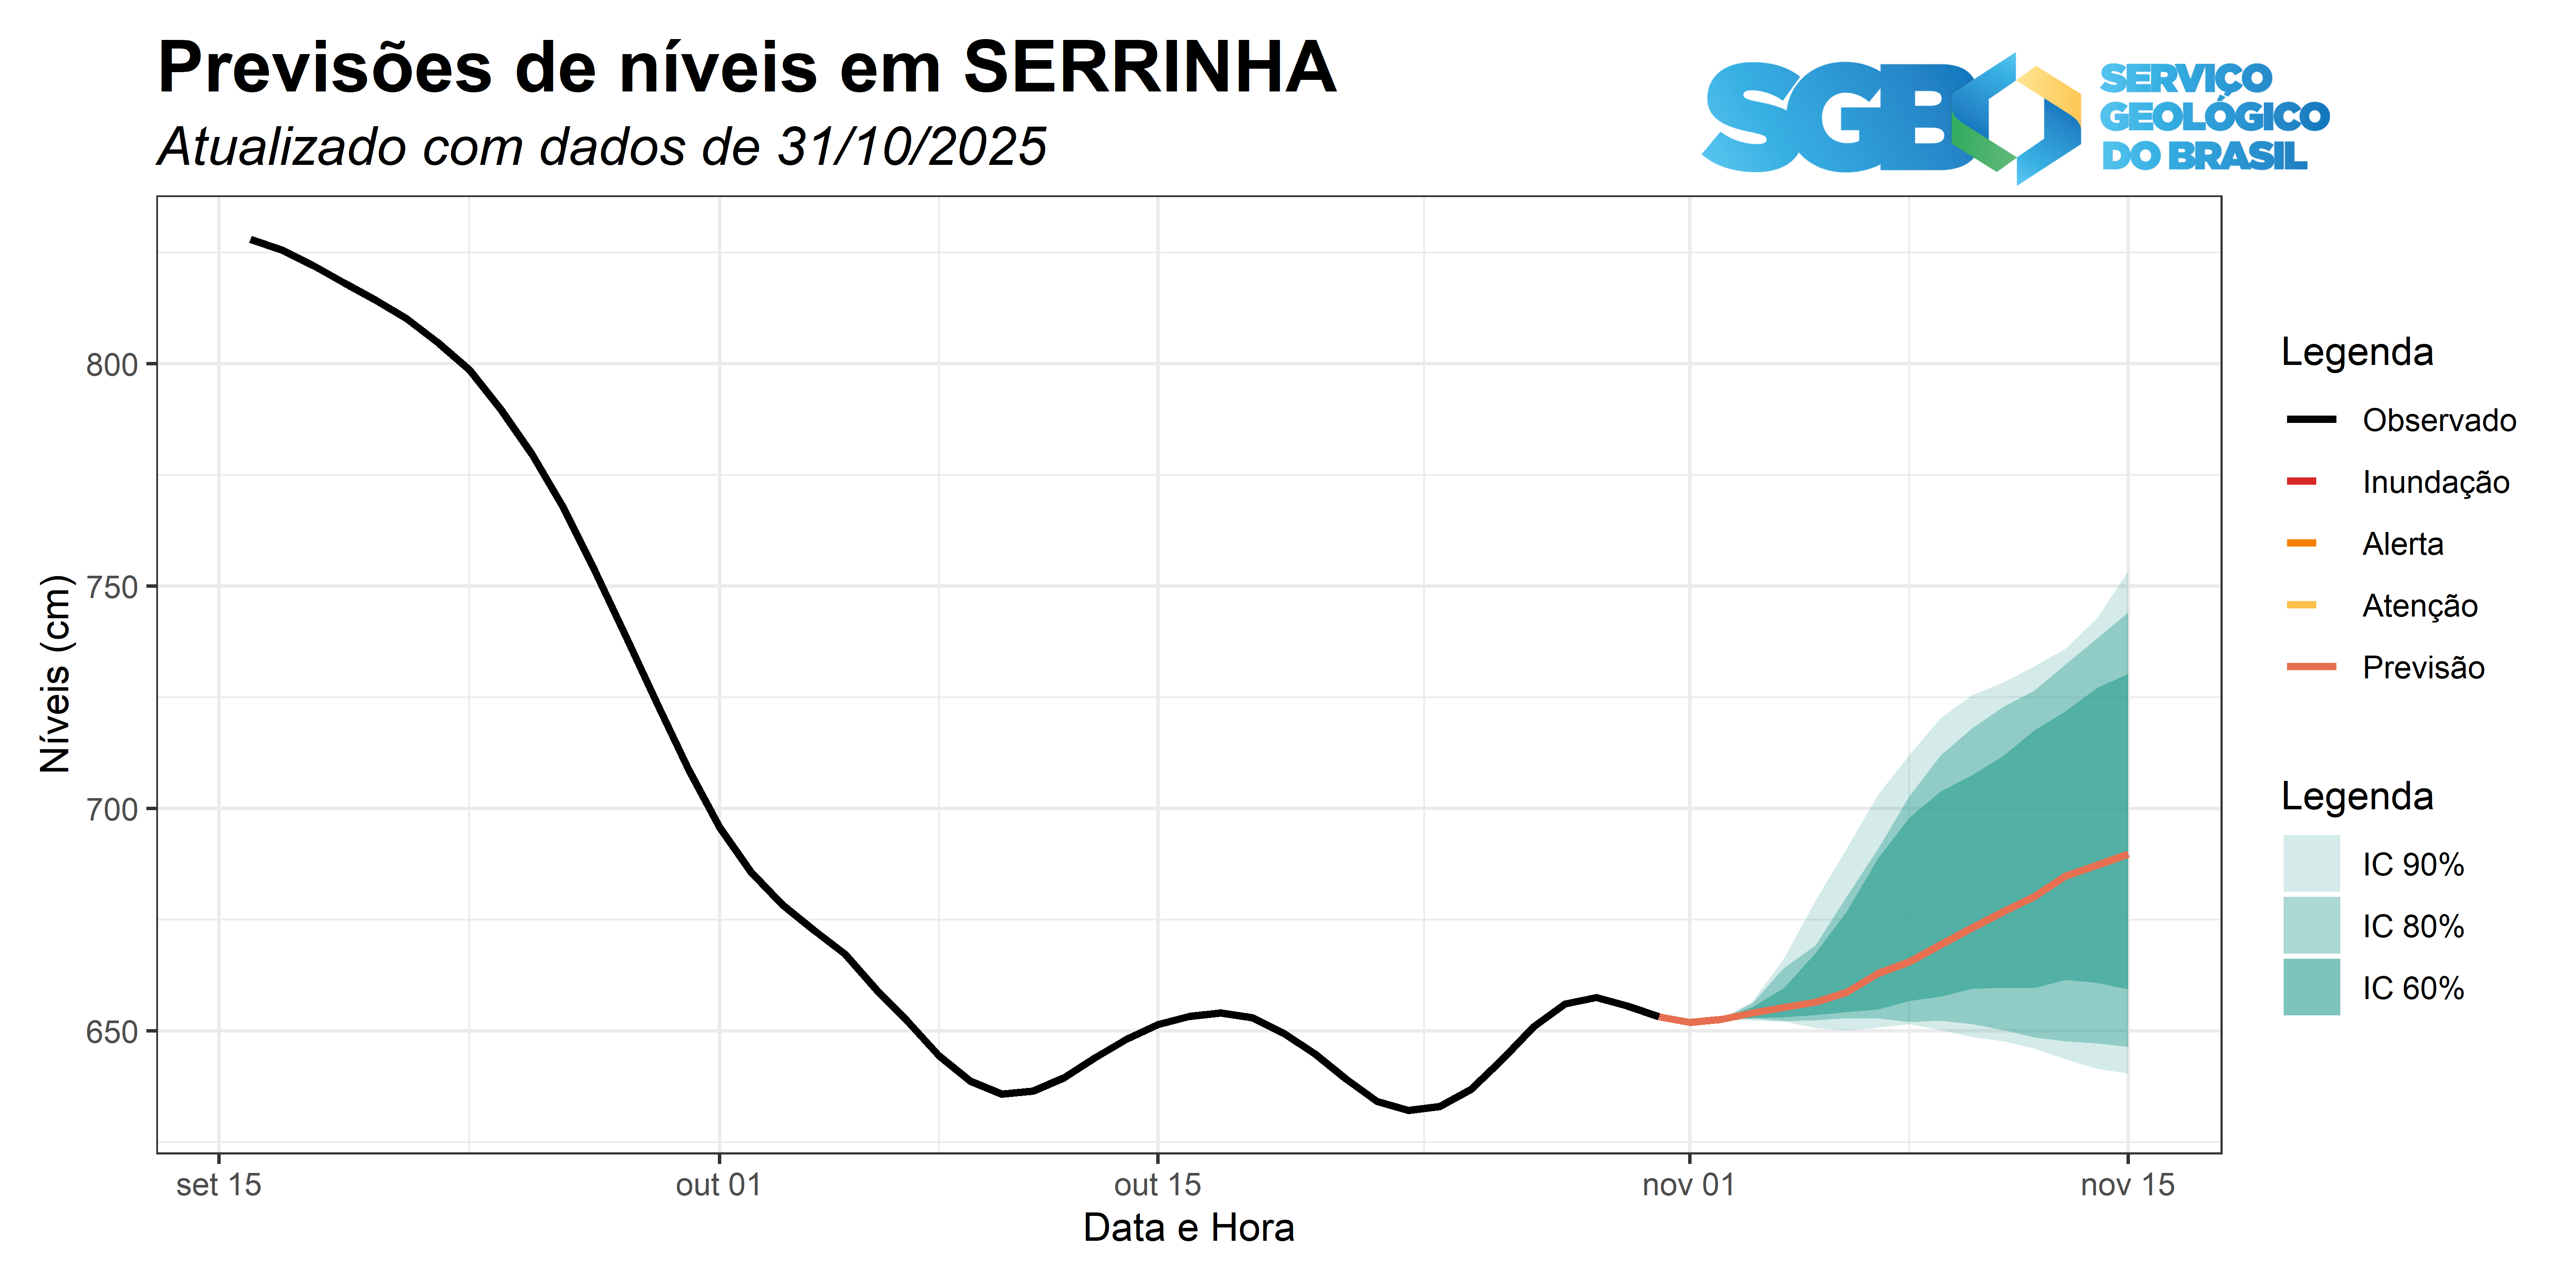 Previsões de níveis em SERRINHA
Atualizado com dados de 31/10/2025
SGB
SERVIÇO
GEOLÓGICO
DO BRASIL
Níveis (cm)
800
750
700
650
set 15
out 01
out 15
nov 01
nov 15
Data e Hora
Legenda
Observado
Inundação
Alerta
Atenção
Previsão
Legenda
IC 90%
IC 80%
IC 60%